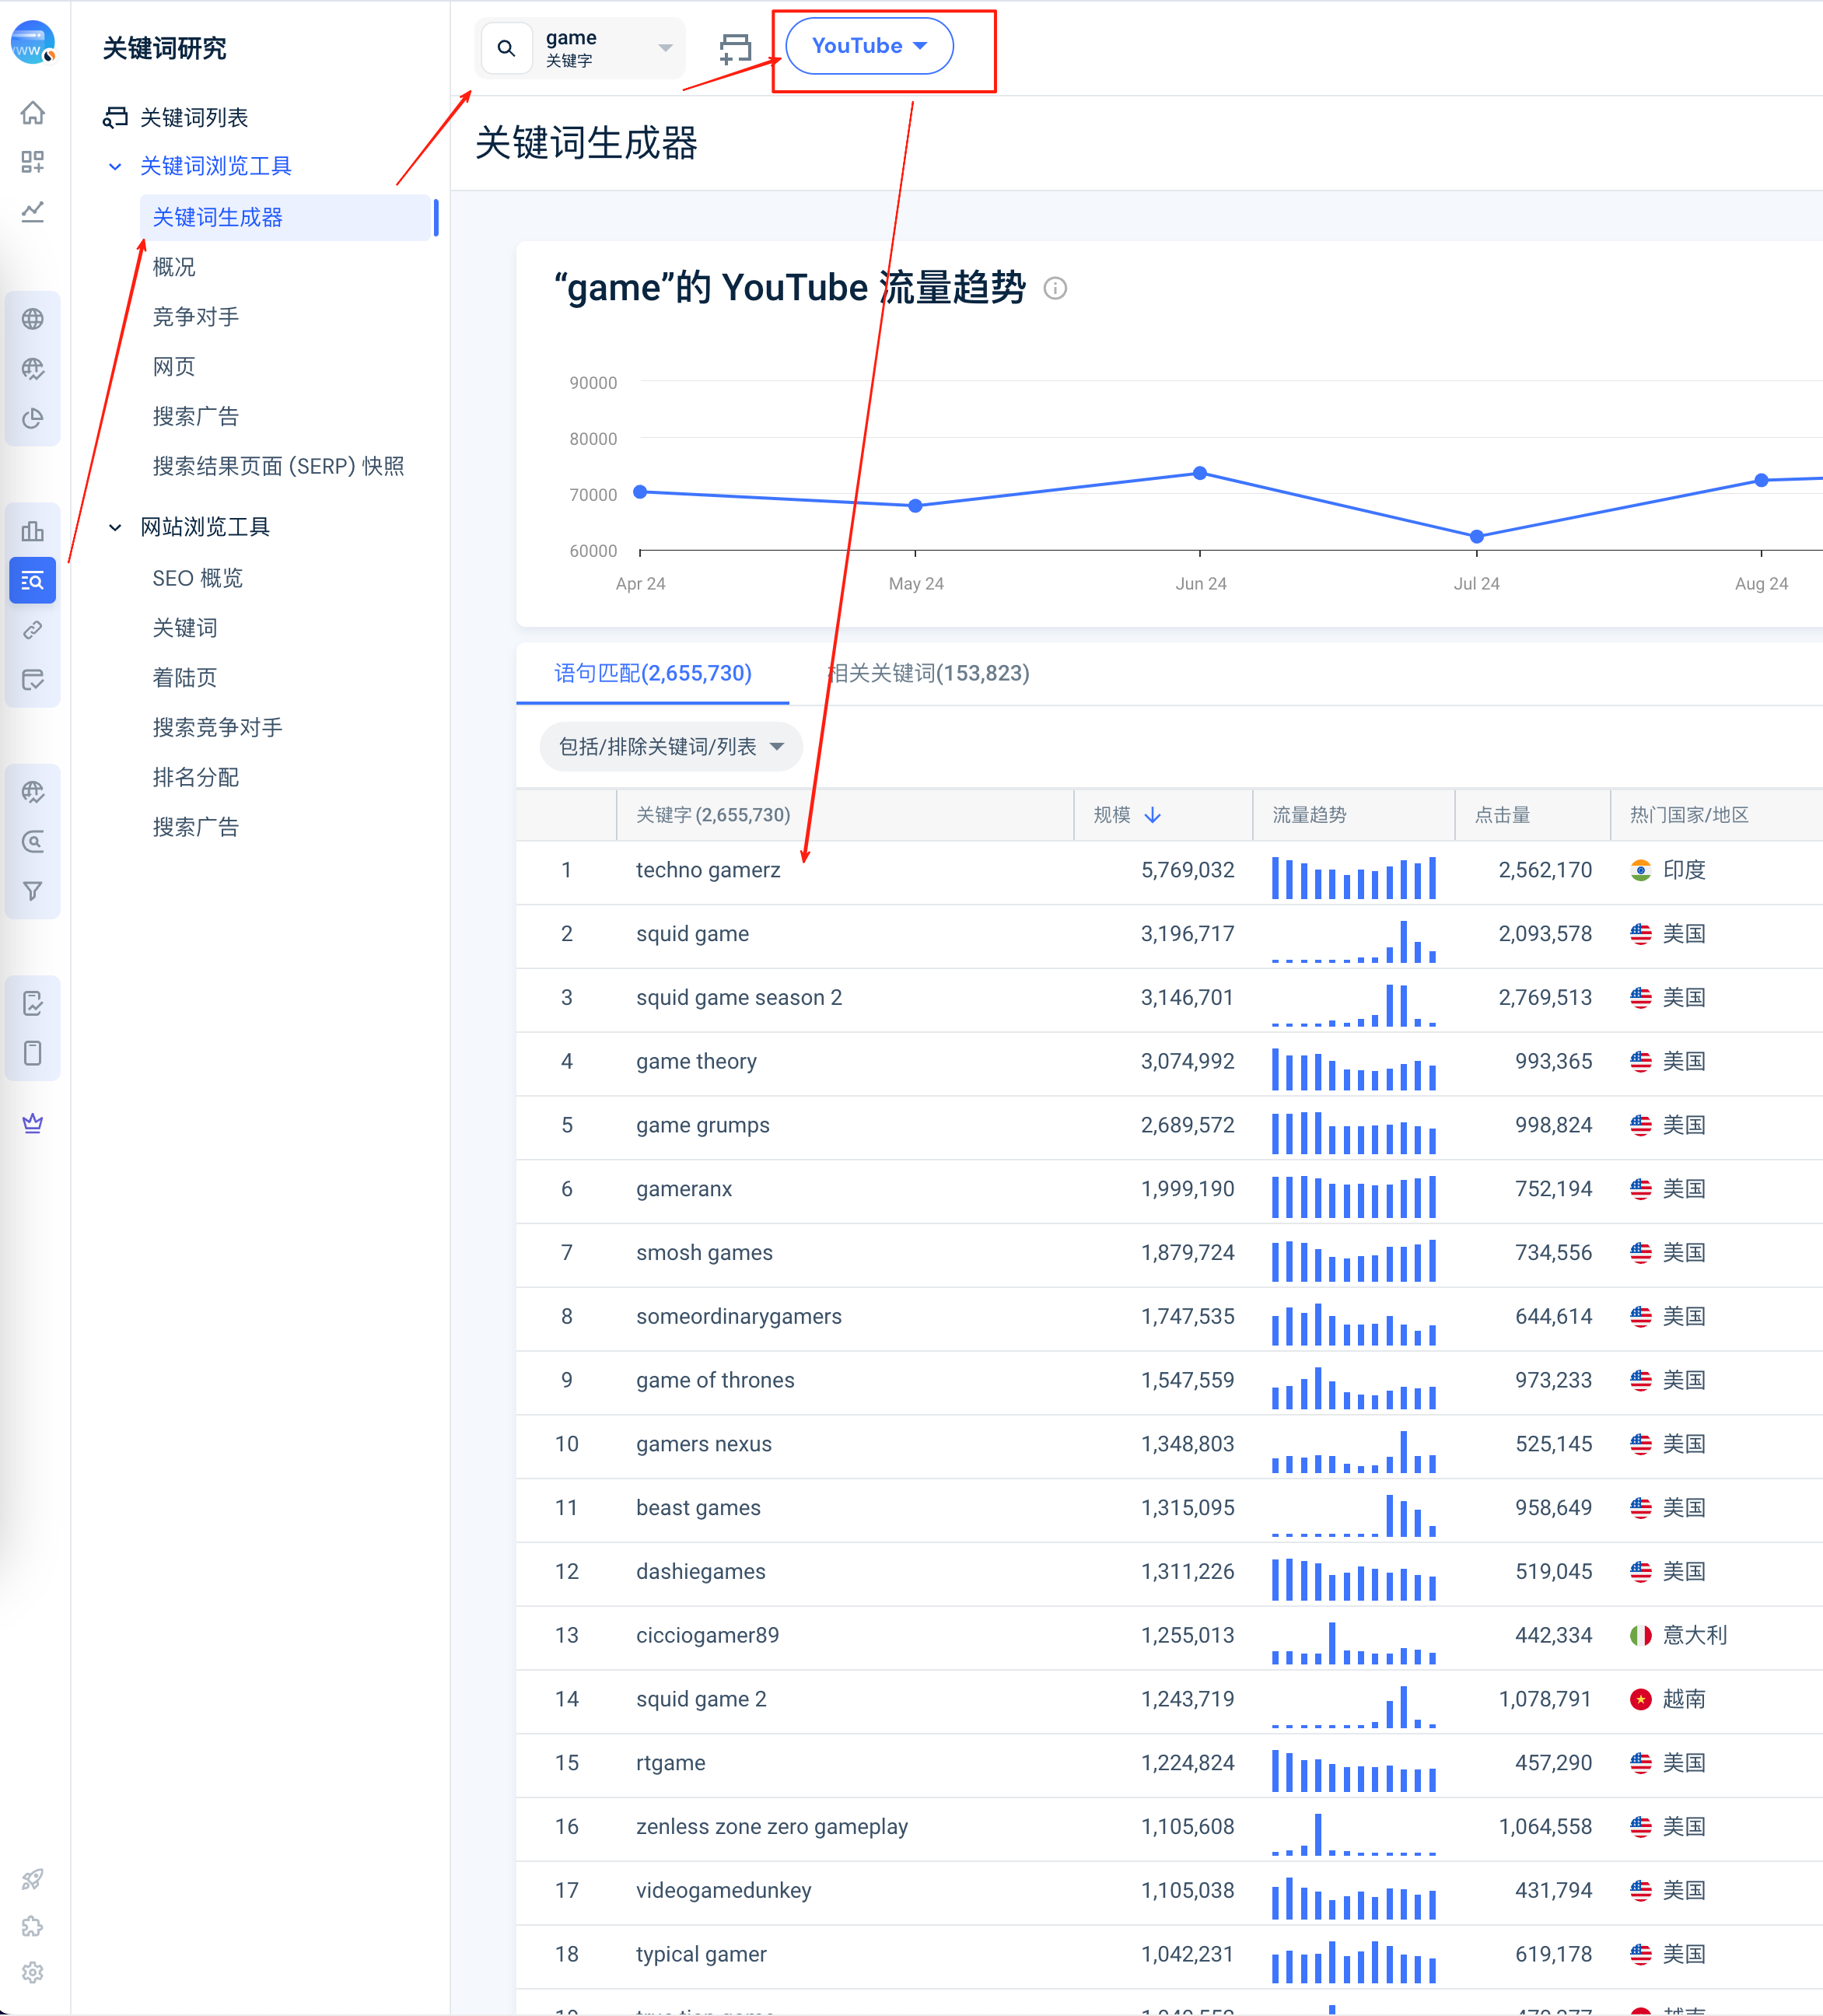 ww
关键词研究
关键词列表
关键词浏览工具
关键词生成器
概况
竞争对手
网页
搜索广告
搜索结果页面 (SERP) 快照
网站浏览工具
SEO 概览
关键词
着陆页
搜索竞争对手
排名分配
搜索广告
game
关键字
YouTube
关键词生成器
“game”的 YouTube 流量趋势
90000
80000
70000
60000
Apr 24 May 24 Jun 24 Jul 24 Aug 24
语句匹配(2,655,730) 相关关键词(153,823)
包括/排除关键词/列表
关键字 (2,655,730) 规模 流量趋势 点击量 热门国家/地区
1 techno gamerz 5,769,032 2,562,170 印度
2 squid game 3,196,717 2,093,578 美国
3 squid game season 2 3,146,701 2,769,513 美国
4 game theory 3,074,992 993,365 美国
5 game grumps 2,689,572 998,824 美国
6 gameranx 1,999,190 752,194 美国
7 smosh games 1,879,724 734,556 美国
8 someordinarygamers 1,747,535 644,614 美国
9 game of thrones 1,547,559 973,233 美国
10 gamers nexus 1,348,803 525,145 美国
11 beast games 1,315,095 958,649 美国
12 dashiegames 1,311,226 519,045 美国
13 cicciogamer89 1,255,013 442,334 意大利
14 squid game 2 1,243,719 1,078,791 越南
15 rtgame 1,224,824 457,290 美国
16 zenless zone zero gameplay 1,105,608 1,064,558 美国
17 videogamedunkey 1,105,038 431,794 美国
18 typical gamer 1,042,231 619,178 美国